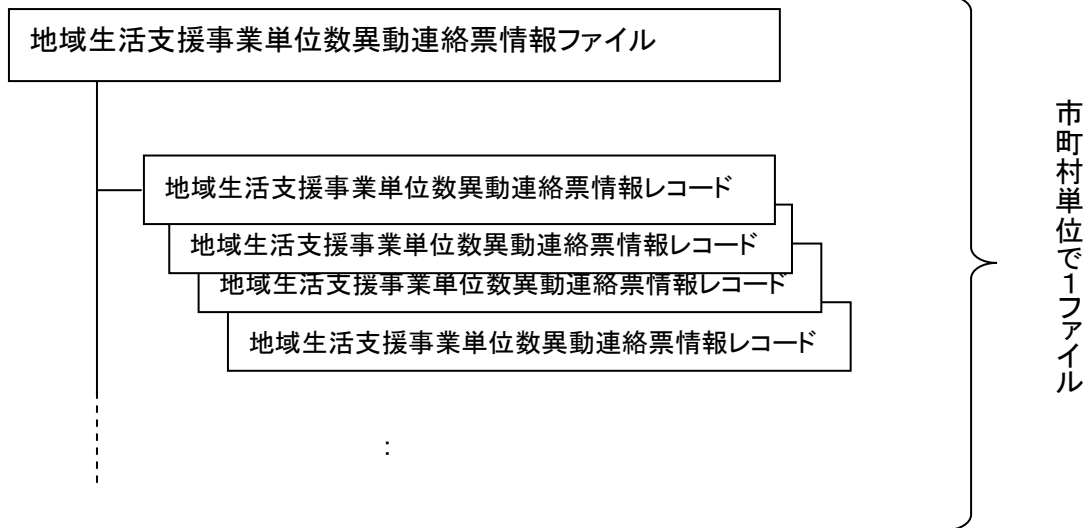 地域生活支援事業単位数異動連絡票情報ファイル
地域生活支援事業単位数異動連絡票情報レコード
地域生活支援事業単位数異動連絡票情報レコード
地域生活支援事業単位数異動連絡票情報レコード
地域生活支援事業単位数異動連絡票情報レコード
:
市町村単位で1ファイル